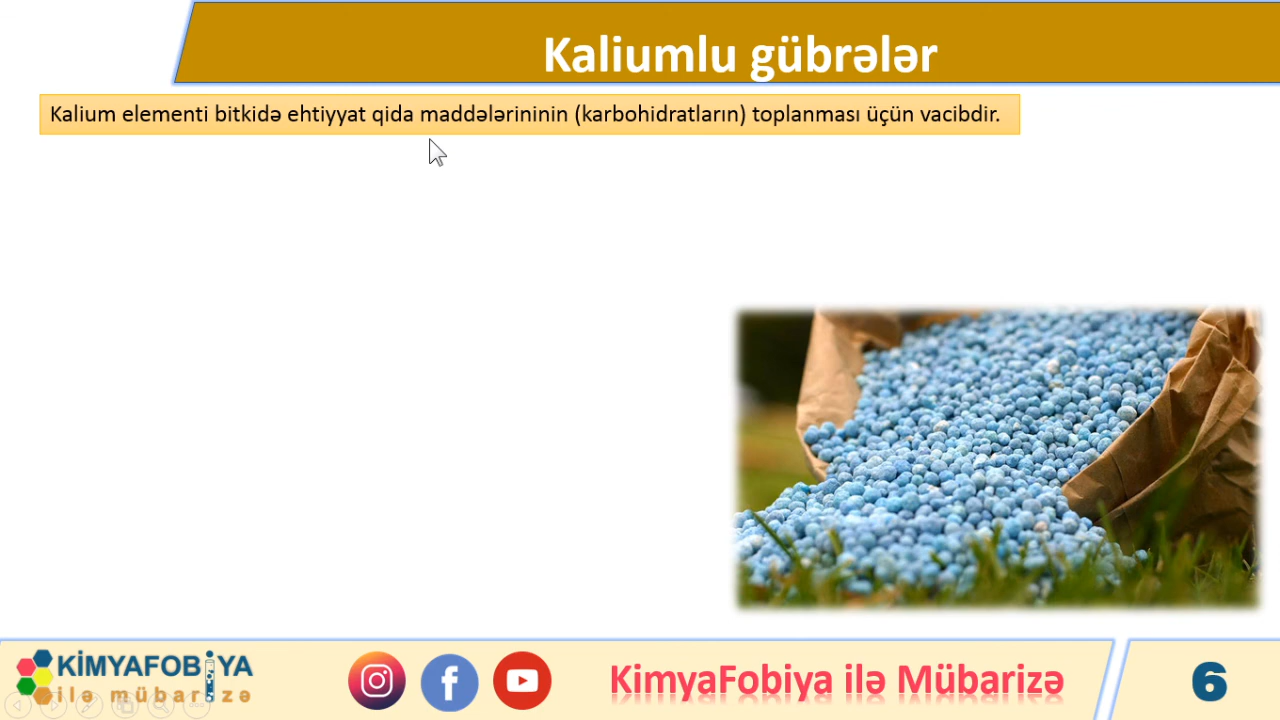 Kaliumlu gübrələr
Kalium elementi bitkidə ehtiyyat qida maddələrininin (karbohidratların) toplanması üçün vacibdir.
KİMYAFOBİYA
ilə mübarizə
KimyaFobiya ilə Mübarizə
6